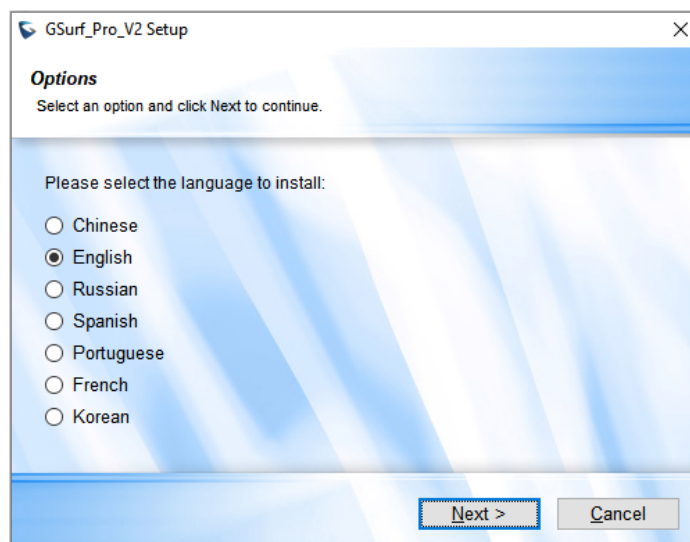 GSurf_Pro_V2 Setup
Options
Select an option and click Next to continue.
Please select the language to install:
Chinese
English
Russian
Spanish
Portuguese
French
Korean
Next >
Cancel